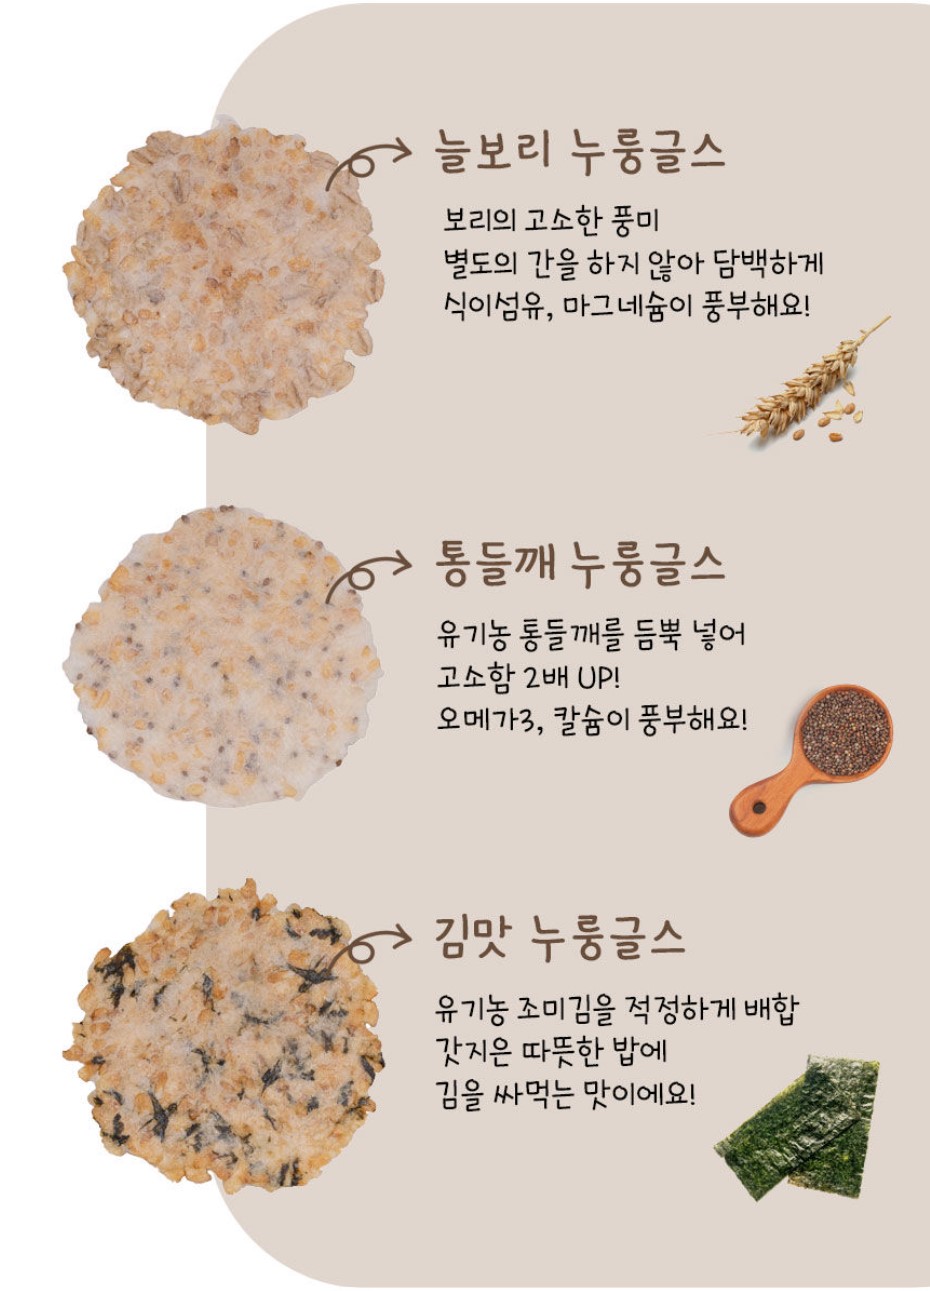 늘보리 누룽글스
보리의 고소한 풍미
별도의 간을 하지 않아 담백하게
식이섬유, 마그네슘이 풍부해요!
통들깨 누룽글스
유기농 통들깨를 듬뿍 넣어
고소함 2배 UP!
오메가3, 칼슘이 풍부해요!
김맛 누룽글스
유기농 조미김을 적정하게 배합
갓지은 따뜻한 밥에
김을 싸먹는 맛이에요!